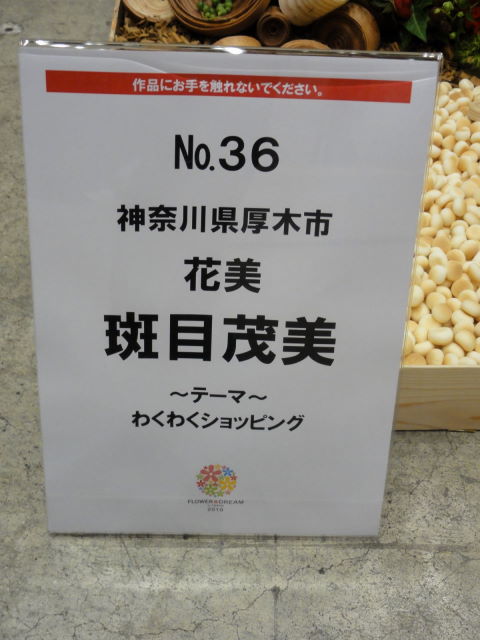 作品にお手を触れないでください。
No.36
神奈川県厚木市
花美
斑目茂美
～テーマ～
わくわくショッピング
FLOWER&DREAM
2010